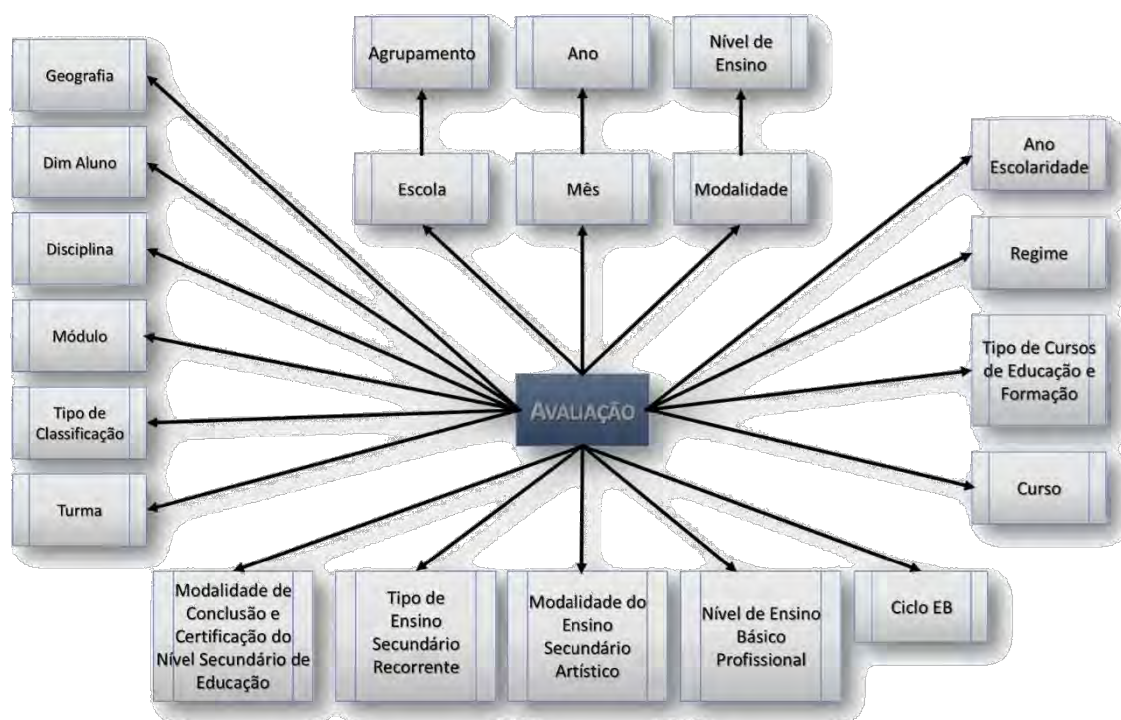 Agrupamento
Ano
Nível de
Ensino
Geografia
Dim Aluno
Disciplina
Módulo
Tipo de
Classificação
Turma
Escola
Mês
Modalidade
Ano
Escolaridade
Regime
Tipo de Cursos
de Educação e
Formação
Curso
AVALIAÇÃO
Modalidade de
Conclusão e
Certificação do
Nível Secundário de
Educação
Tipo de
Ensino
Secundário
Recorrente
Modalidade do
Ensino
Secundário
Artístico
Nível de Ensino
Básico
Profissional
Ciclo EB